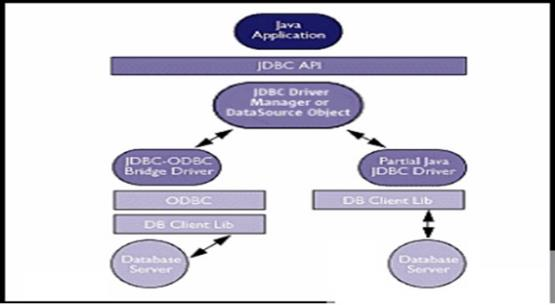 Java
Application
JDBC API
JDBC Driver
Manager or
DataSource Object
JDBC-ODBC
Bridge Driver
Partial Java
JDBC Driver
ODBC
DB Client Lib
DB Client Lib
Database
Server
Database
Server